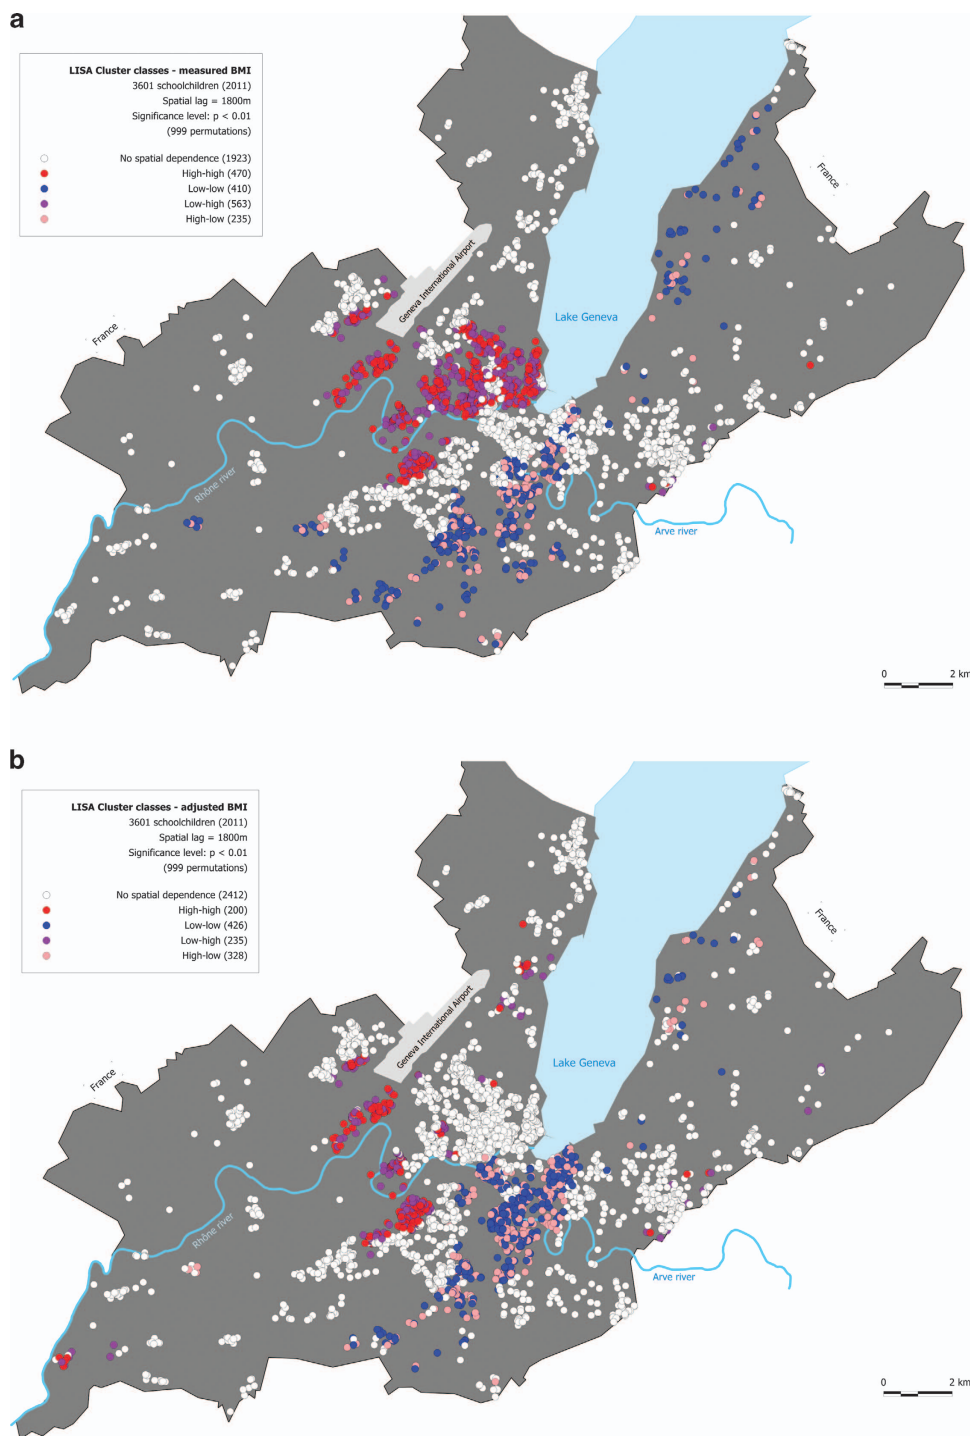 a
LISA Cluster classes - measured BMI
3601 schoolchildren (2011)
Spatial lag = 1800m
Significance level: p < 0.01
(999 permutations)
No spatial dependence (1923)
High-high (470)
Low-low (410)
Low-high (563)
High-low (235)
France
Geneva International Airport
France
Lake Geneva
Rhône river
Arve river
0 2 km
b
LISA Cluster classes - adjusted BMI
3601 schoolchildren (2011)
Spatial lag = 1800m
Significance level: p < 0.01
(999 permutations)
No spatial dependence (2412)
High-high (200)
Low-low (426)
Low-high (235)
High-low (328)
France
Geneva International Airport
Lake Geneva
France
Rhône river
Arve river
0 2 km